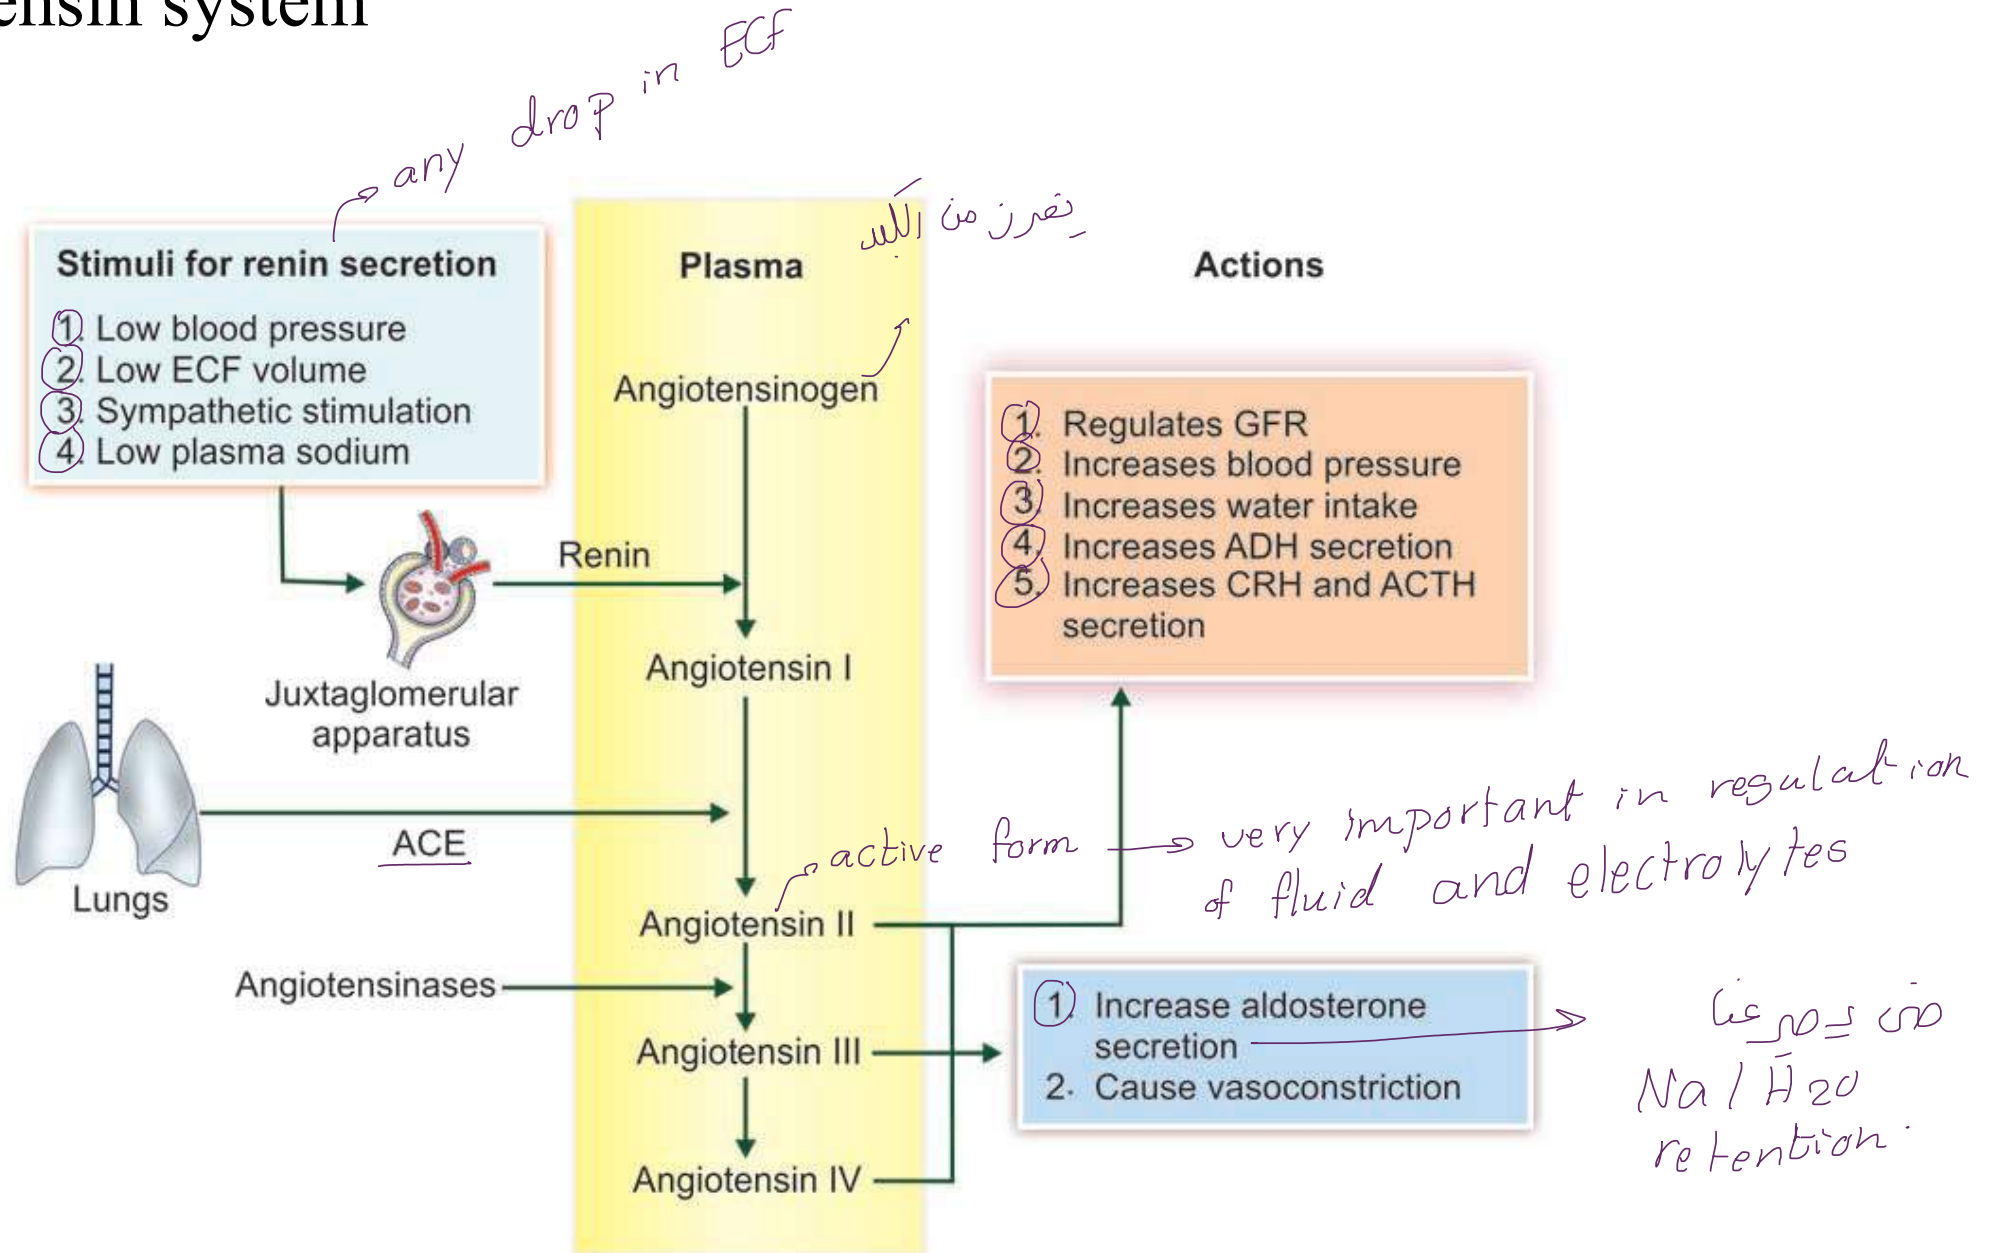 ensin system
any drop in ECF
Stimuli for renin secretion
1. Low blood pressure
2. Low ECF volume
3. Sympathetic stimulation
4. Low plasma sodium
Plasma
يفرز من الكبد
Actions
Angiotensinogen
1. Regulates GFR
2. Increases blood pressure
3. Increases water intake
4. Increases ADH secretion
5. Increases CRH and ACTH
secretion
Renin
Juxtaglomerular
apparatus
Angiotensin I
ACE
Lungs
active form → very important in regulation
of fluid and electrolytes
Angiotensin II
Angiotensinases
1. Increase aldosterone
secretion
2. Cause vasoconstriction
Angiotensin III
Na / H2O
retention.
Angiotensin IV